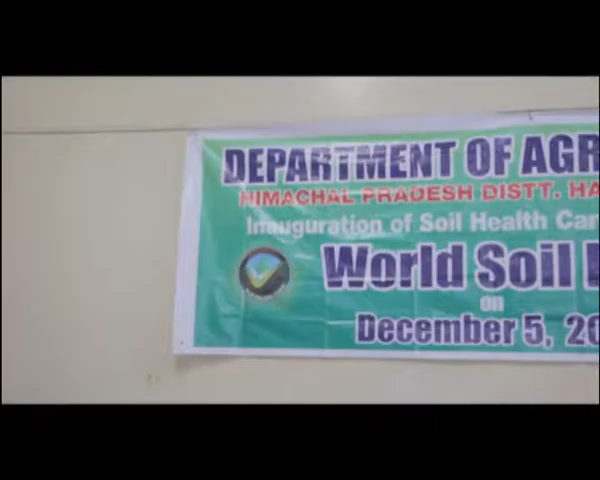 DEPARTMENT OF AGR
HIMACHAL PRADESH DISTT. HA
Inauguration of Soil Health Car
World Soil
on
December 5, 20